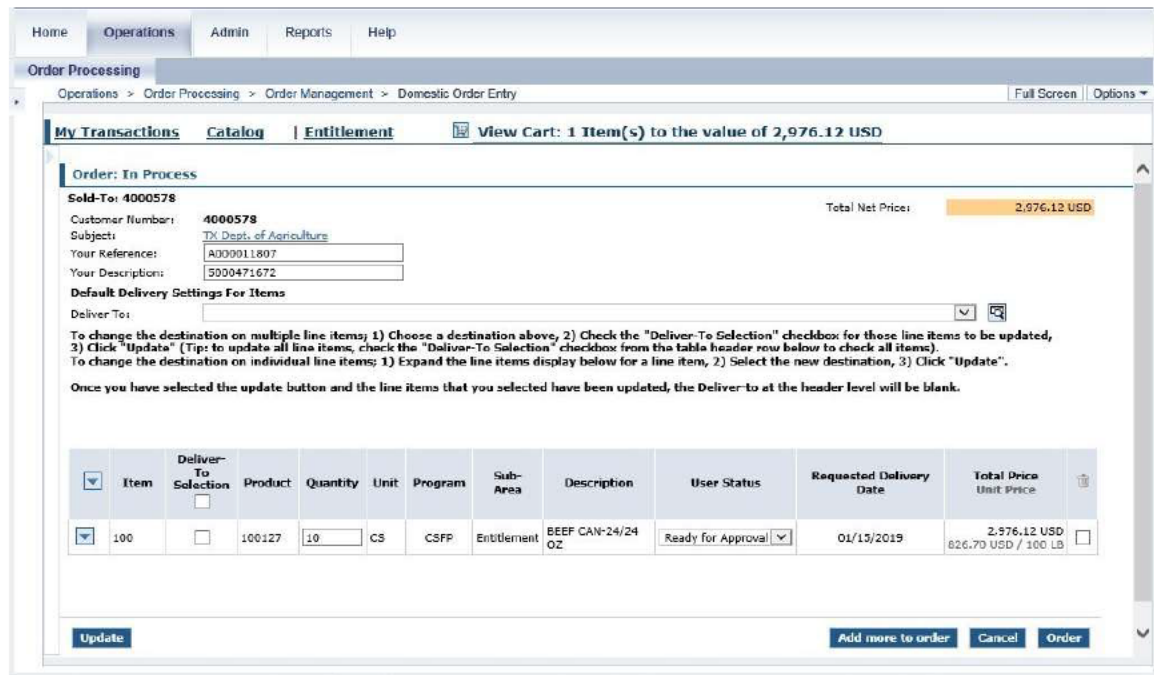 Home Operations Admin Reports Help
Order Processing
Operations > Order Processing > Order Management > Domestic Order Entry Full Screen Options
My Transactions Catalog | Entitlement View Cart: 1 Item(s) to the value of 2,976.12 USD
Order: In Process
Sold-To: 4000578
Total Net Price: 2,976.12 USD
Customer Number: 4000578
Subject: TX Dept. of Agriculture
Your Reference: A000011807
Your Description: 5000471672
Default Delivery Settings For Items
Deliver To:
To change the destination on multiple line items; 1) Choose a destination above, 2) Check the "Deliver-To Selection" checkbox for those line items to be updated,
3) Click "Update" (Tip: to update all line items, check the "Deliver-To Selection" checkbox from the table header row below to check all items).
To change the destination on individual line items; 1) Expand the line items display below for a line item, 2) Select the new destination, 3) Click "Update".
Once you have selected the update button and the line items that you selected have been updated, the Deliver-to at the header level will be blank.
Item Deliver-To Selection Product Quantity Unit Program Sub-Area Description User Status Requested Delivery Date Total Price Unit Price
100 100127 10 CS CSFP Entitlement BEEF CAN-24/24 OZ Ready for Approval 01/15/2019 2,976.12 USD
826.70 USD / 100 LB
Update Add more to order Cancel Order